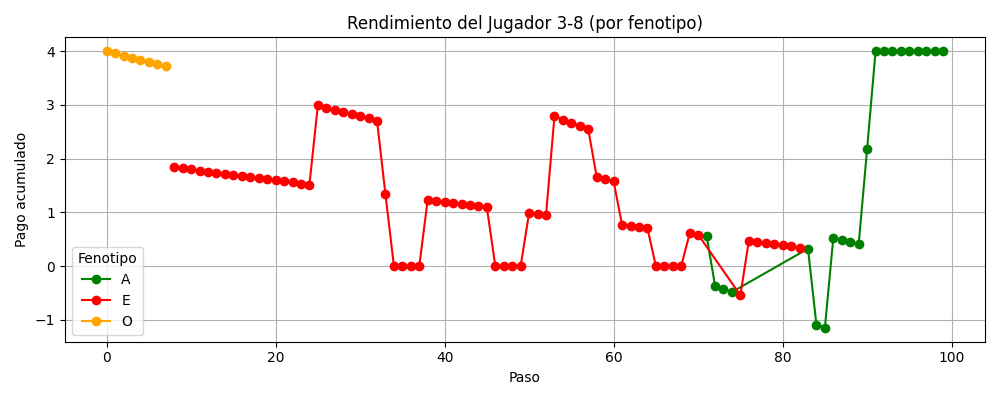 Rendimiento del Jugador 3-8 (por fenotipo)
Pago acumulado
4
3
2
1
0
−1
Fenotipo
A
E
O
0 20 40 60 80 100
Paso